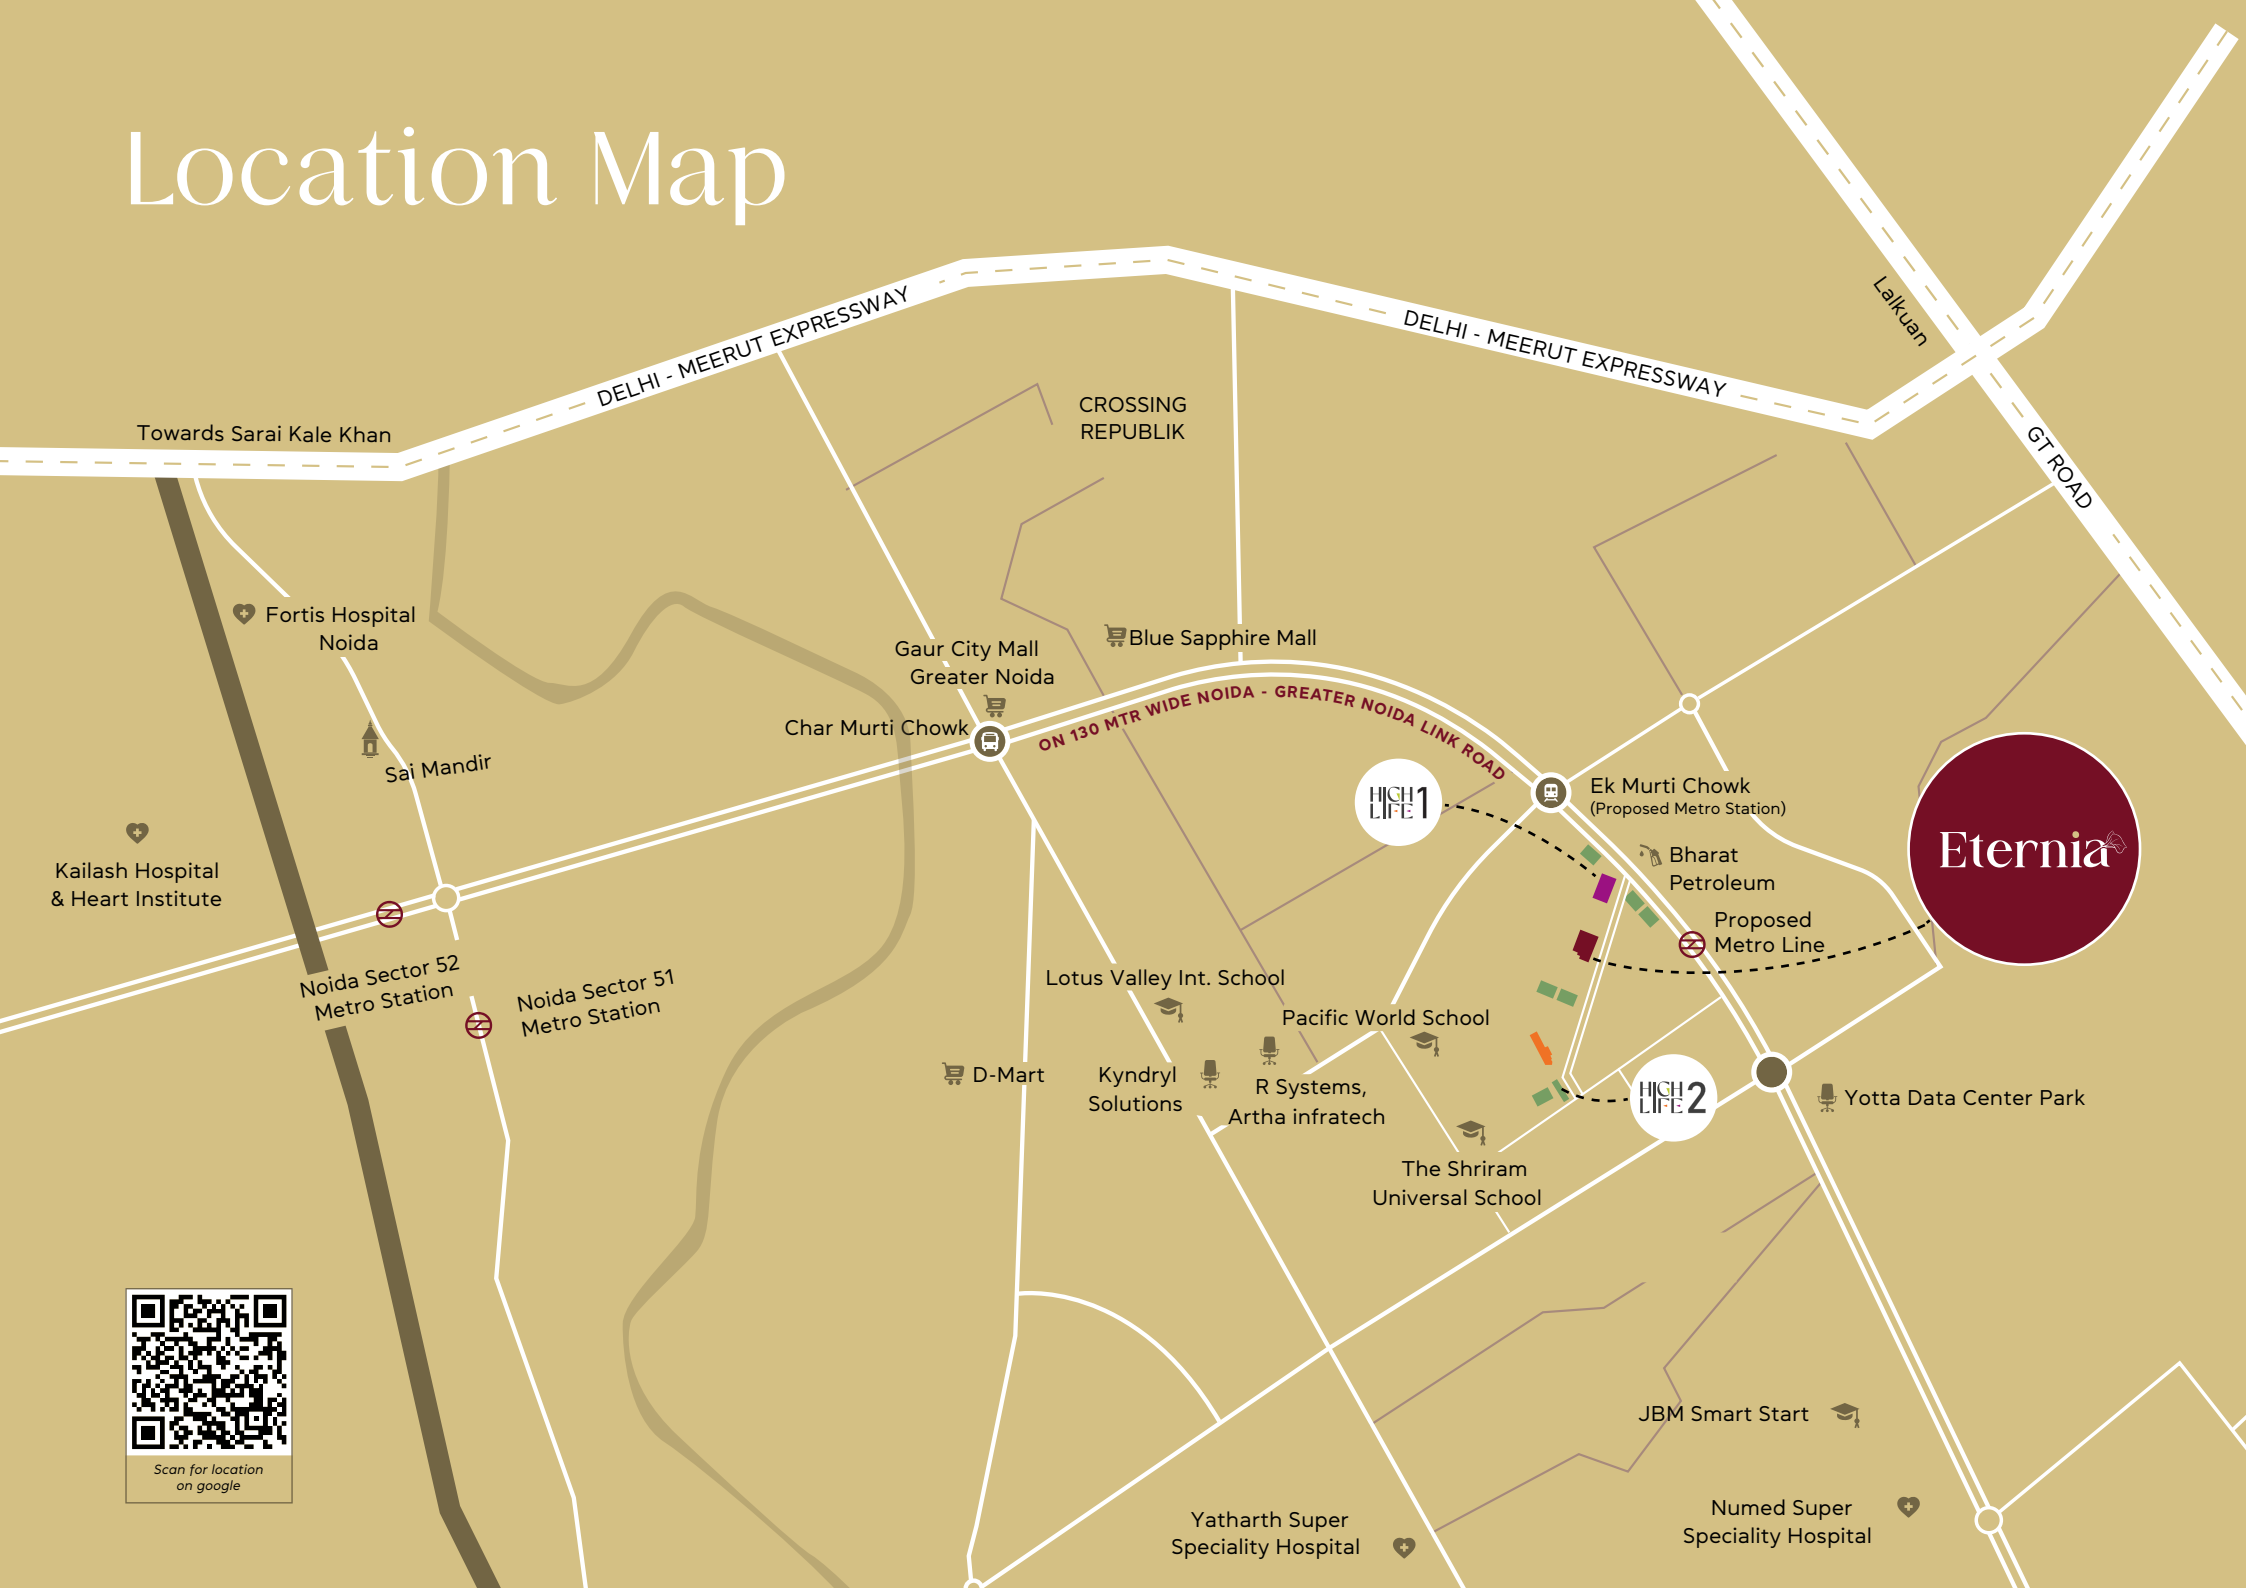 Location Map
DELHI - MEERUT EXPRESSWAY
DELHI - MEERUT EXPRESSWAY
Lalkuan
GT ROAD
CROSSING
REPUBLIK
Towards Sarai Kale Khan
Fortis Hospital
Noida
Gaur City Mall
Greater Noida
Blue Sapphire Mall
Char Murti Chowk
ON 130 MTR WIDE NOIDA - GREATER NOIDA LINK ROAD
Sai Mandir
HIGH
LIFE 1
Ek Murti Chowk
(Proposed Metro Station)
Bharat
Petroleum
Eternia
Kailash Hospital
& Heart Institute
Proposed
Metro Line
Noida Sector 52
Metro Station
Noida Sector 51
Metro Station
Lotus Valley Int. School
Pacific World School
D-Mart
Kyndryl
Solutions
R Systems,
Artha infratech
HIGH
LIFE 2
Yotta Data Center Park
The Shriram
Universal School
JBM Smart Start
Scan for location
on google
Yatharth Super
Speciality Hospital
Numed Super
Speciality Hospital